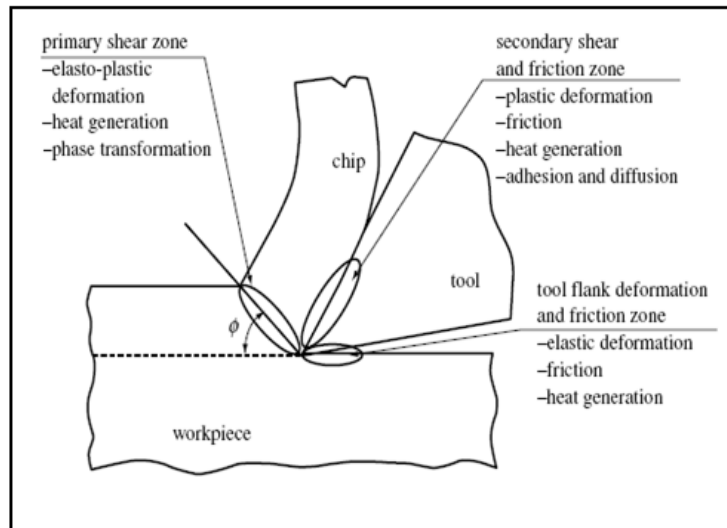 primary shear zone
–elasto-plastic
deformation
–heat generation
–phase transformation
secondary shear
and friction zone
–plastic deformation
–friction
–heat generation
–adhesion and diffusion
chip
tool
tool flank deformation
and friction zone
–elastic deformation
–friction
–heat generation
ϕ
workpiece